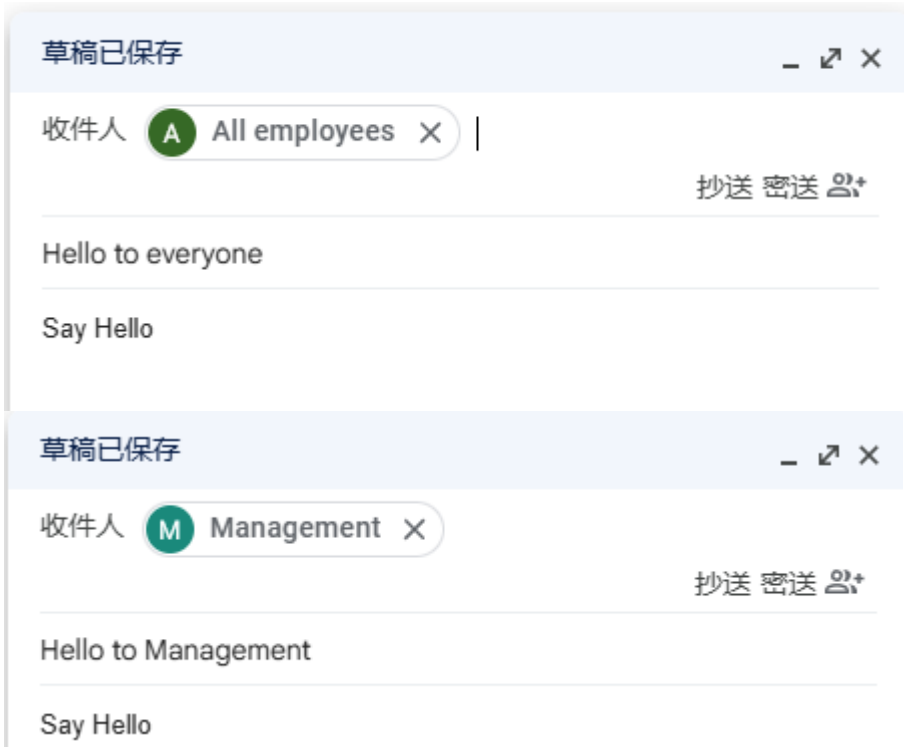 草稿已保存
收件人 A All employees
抄送 密送
Hello to everyone
Say Hello
草稿已保存
收件人 M Management
抄送 密送
Hello to Management
Say Hello